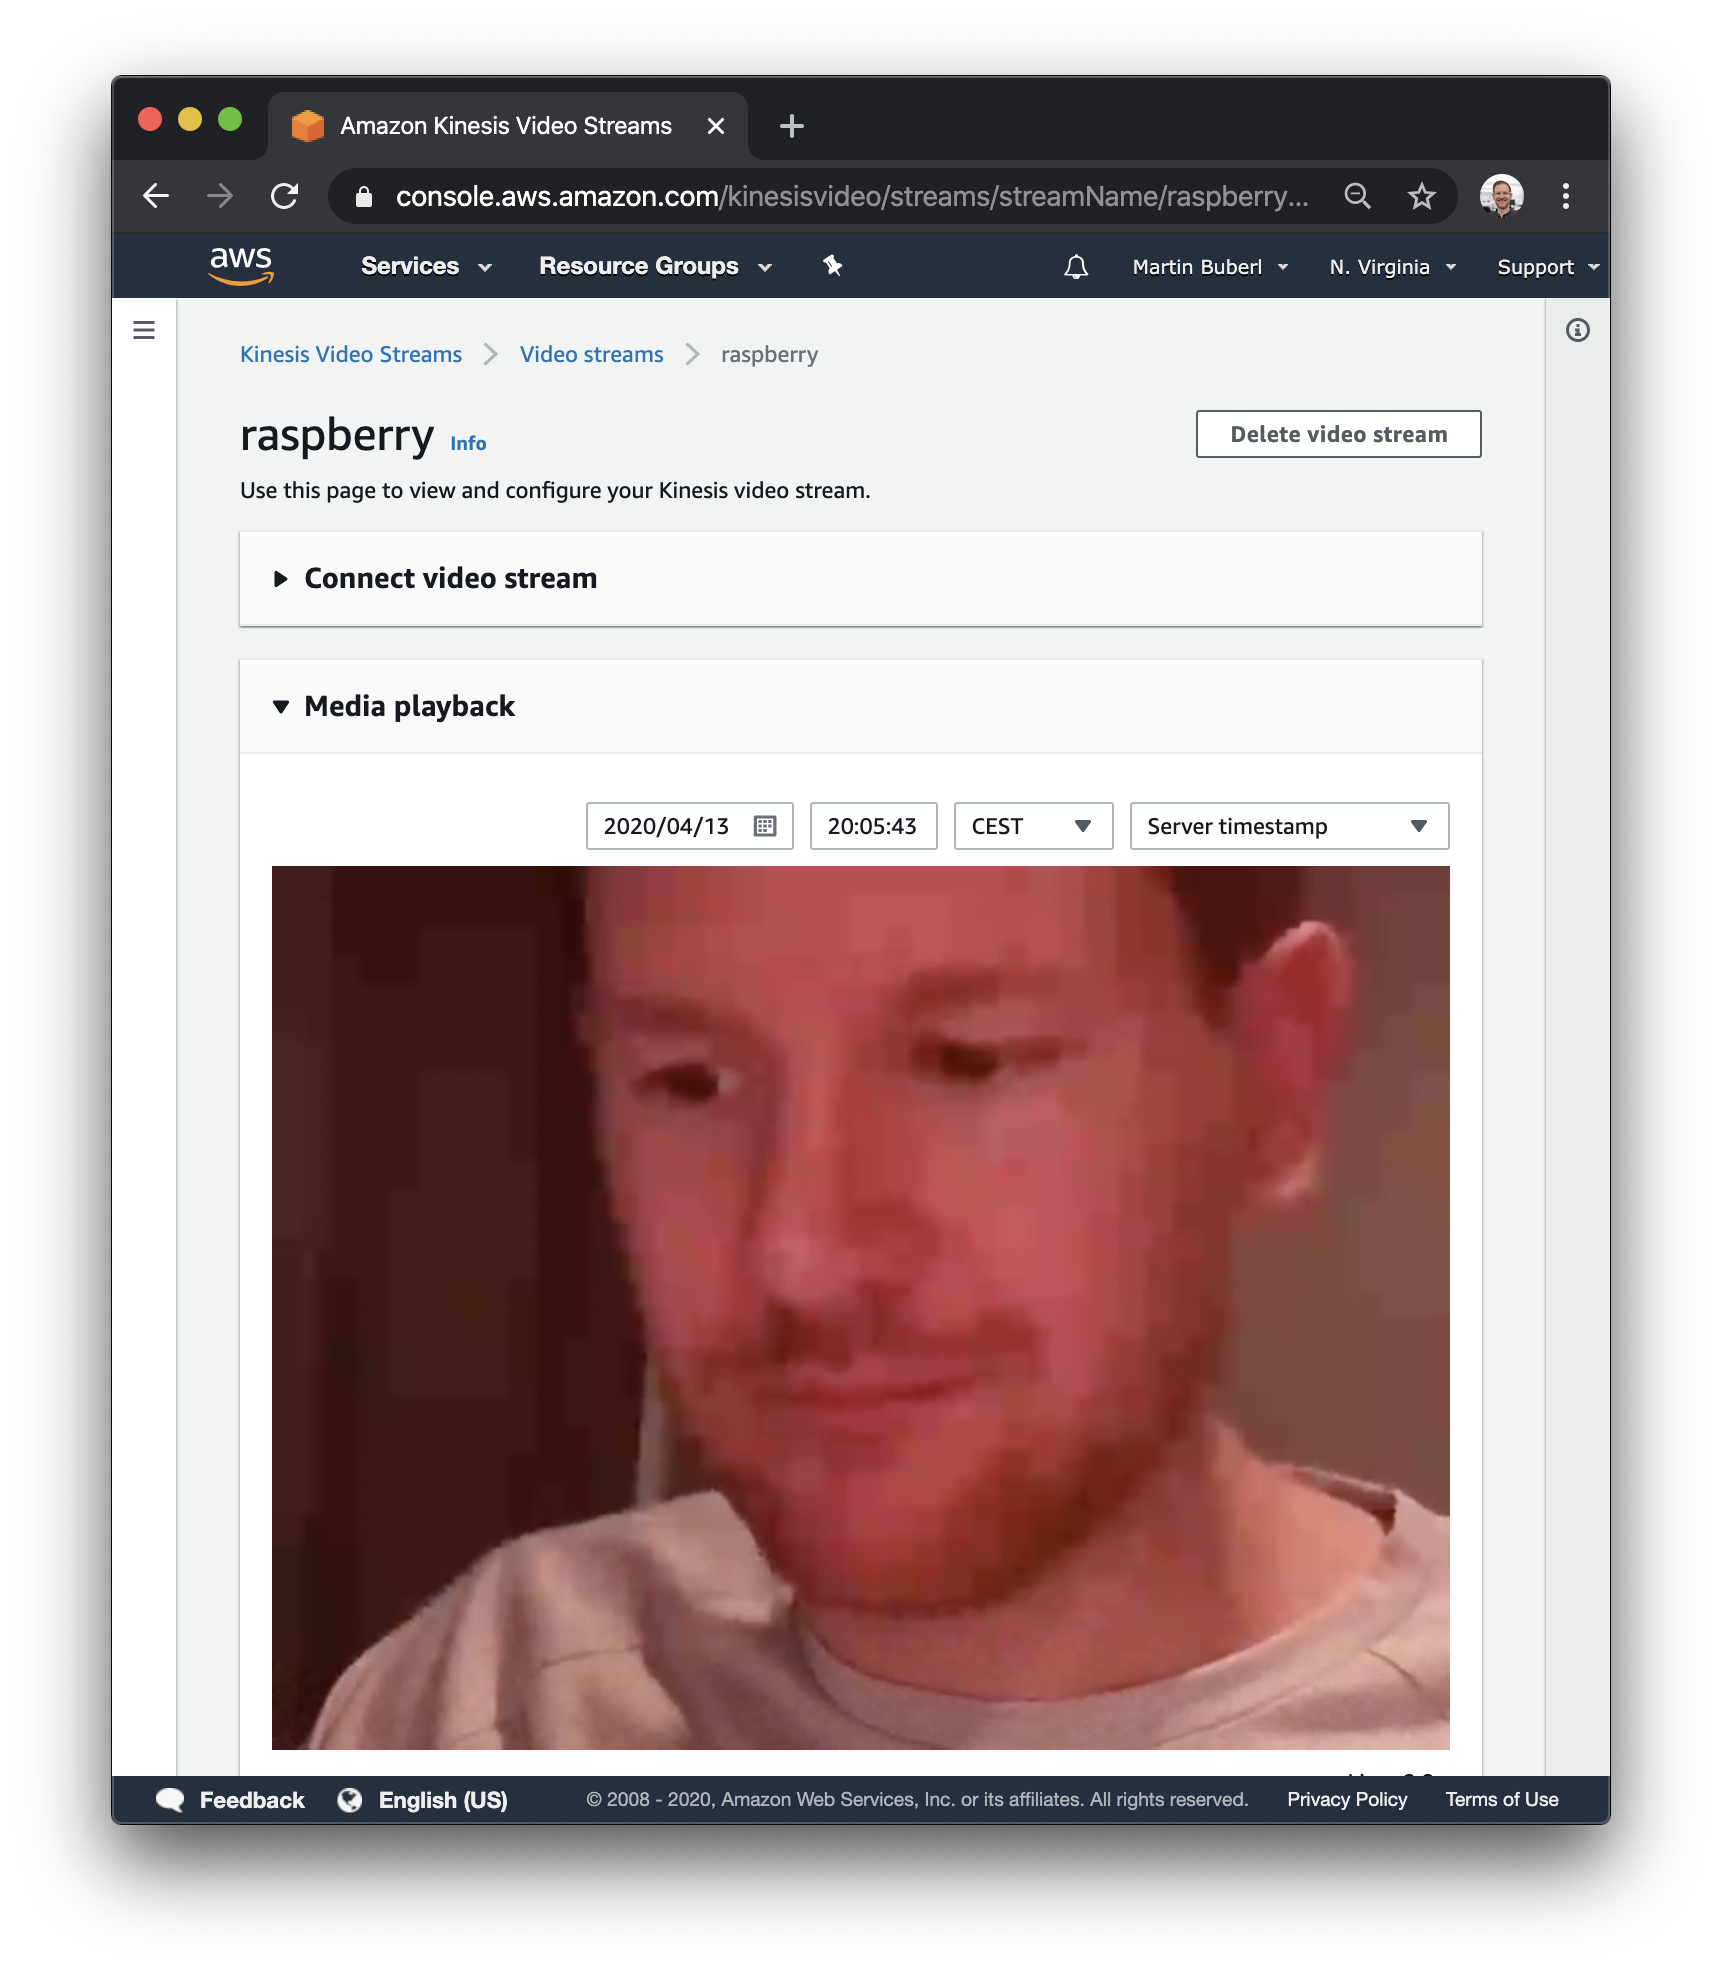 Amazon Kinesis Video Streams
console.aws.amazon.com/kinesisvideo/streams/streamName/raspberry...
aws Services Resource Groups Martin Buberl N. Virginia Support
Kinesis Video Streams Video streams raspberry
raspberry Info Delete video stream
Use this page to view and configure your Kinesis video stream.
Connect video stream
Media playback
2020/04/13 20:05:43 CEST Server timestamp
Feedback English (US) © 2008 - 2020, Amazon Web Services, Inc. or its affiliates. All rights reserved. Privacy Policy Terms of Use